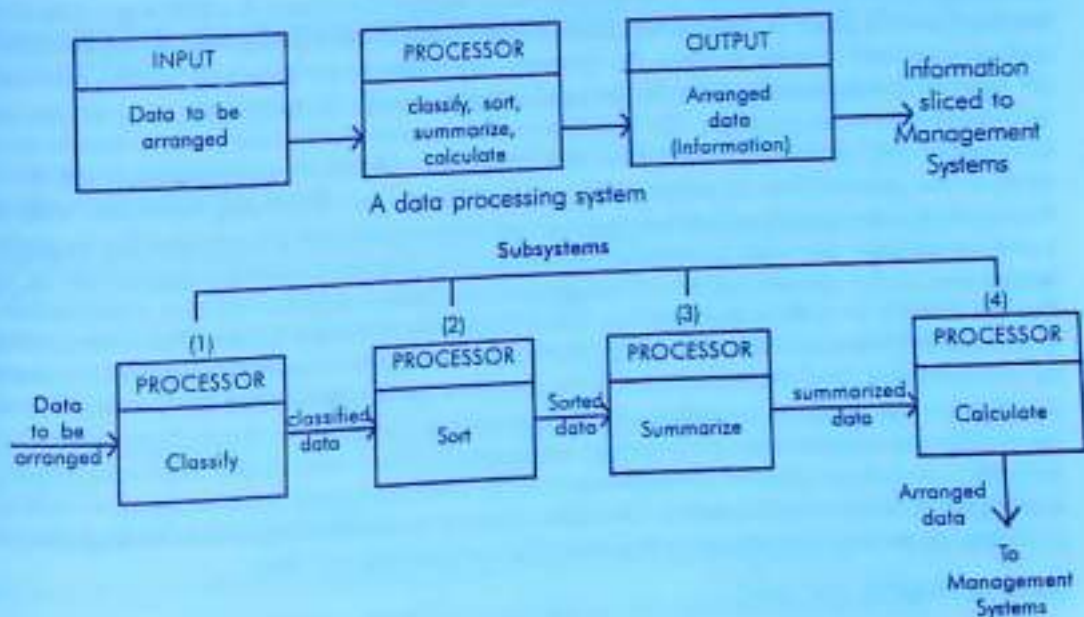 INPUT
Data to be
arranged
PROCESSOR
classify, sort,
summarize,
calculate
OUTPUT
Arranged
data
(Information)
Information
sliced to
Management
Systems
A data processing system
Subsystems
(1)
(2)
(3)
(4)
Data
to be
arranged
PROCESSOR
Classify
classified
data
PROCESSOR
Sort
Sorted
data
PROCESSOR
Summarize
summarized
data
PROCESSOR
Calculate
Arranged
data
To
Management
Systems